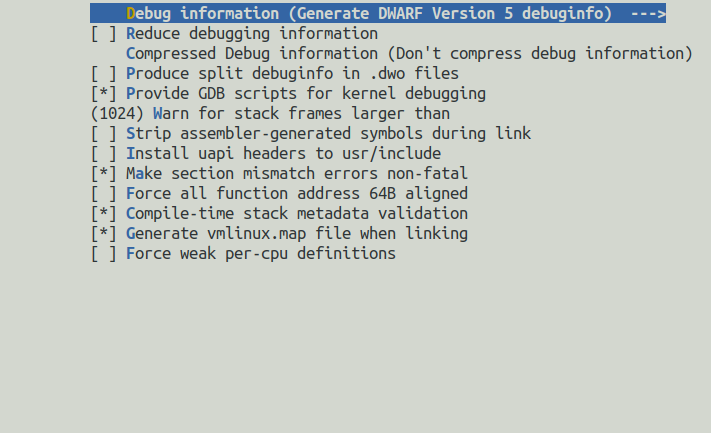 Debug information (Generate DWARF Version 5 debuginfo)  --->
[ ] Reduce debugging information
Compressed Debug information (Don't compress debug information)
[ ] Produce split debuginfo in .dwo files
[*] Provide GDB scripts for kernel debugging
(1024) Warn for stack frames larger than
[ ] Strip assembler-generated symbols during link
[ ] Install uapi headers to usr/include
[*] Make section mismatch errors non-fatal
[ ] Force all function address 64B aligned
[*] Compile-time stack metadata validation
[*] Generate vmlinux.map file when linking
[ ] Force weak per-cpu definitions